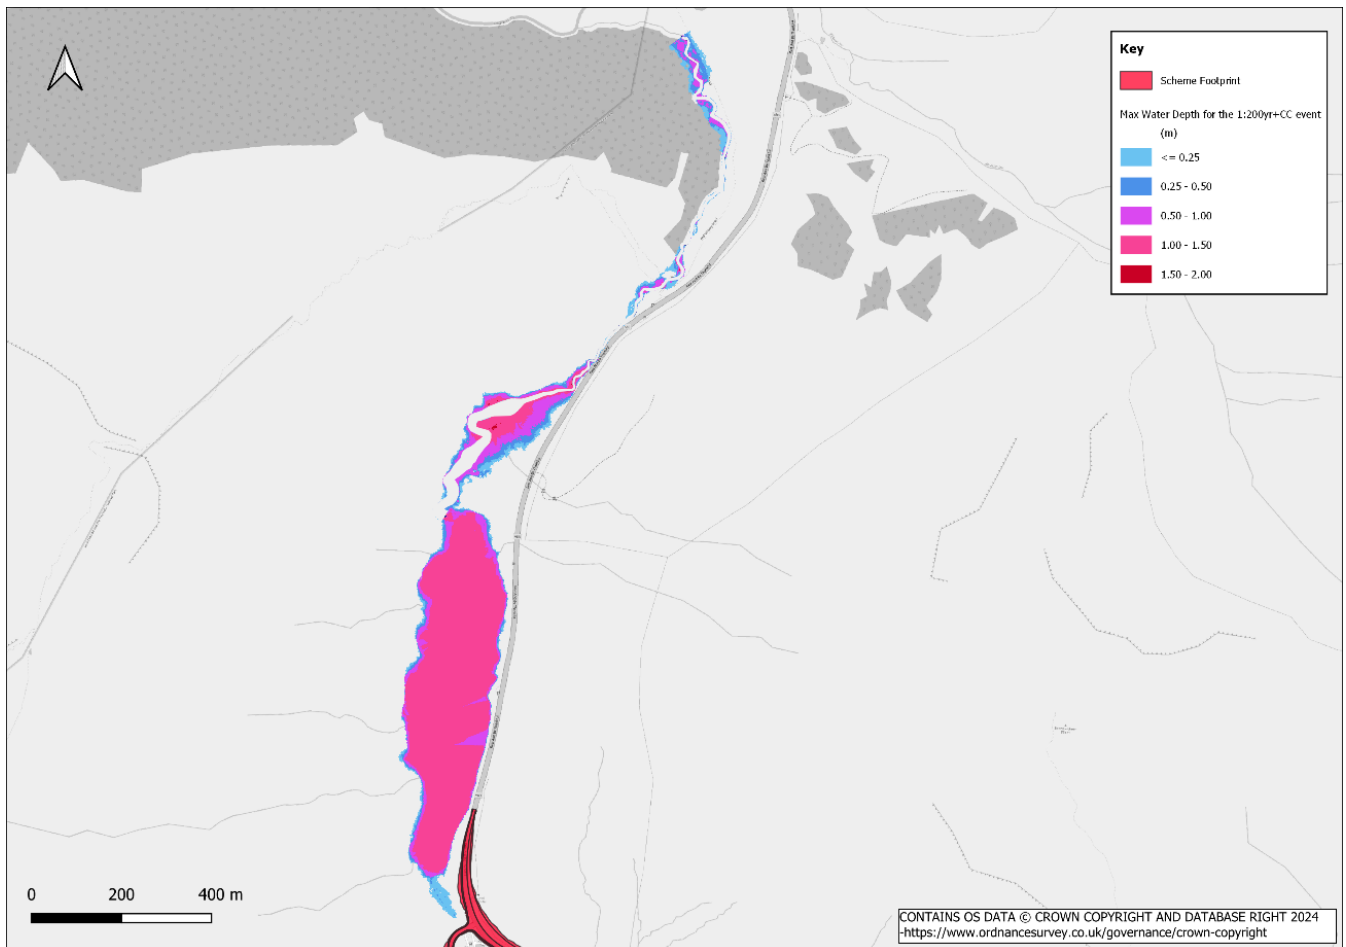 Key
Scheme Footprint
Max Water Depth for the 1:200yr+CC event
(m)
<= 0.25
0.25 - 0.50
0.50 - 1.00
1.00 - 1.50
1.50 - 2.00
0 200 400 m
CONTAINS OS DATA © CROWN COPYRIGHT AND DATABASE RIGHT 2024
-https://www.ordnancesurvey.co.uk/governance/crown-copyright